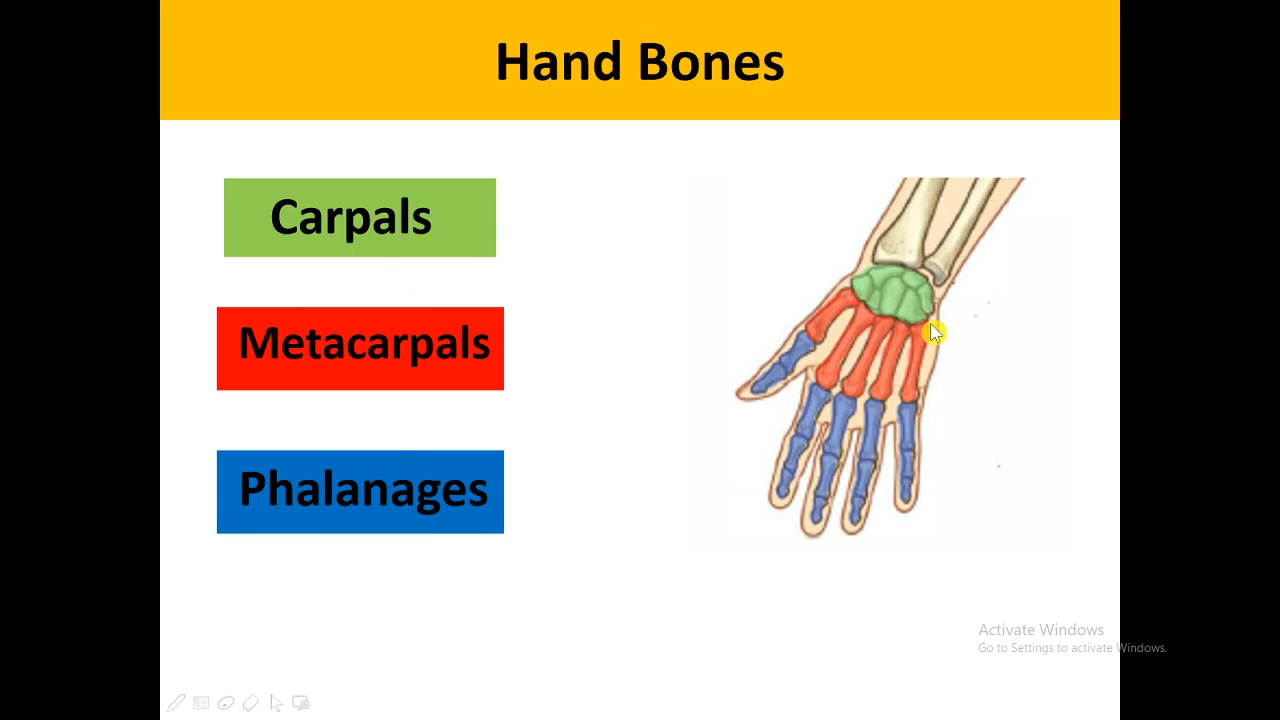 Hand Bones
Carpals
Metacarpals
Phalanages
Activate Windows
Go to Settings to activate Windows.